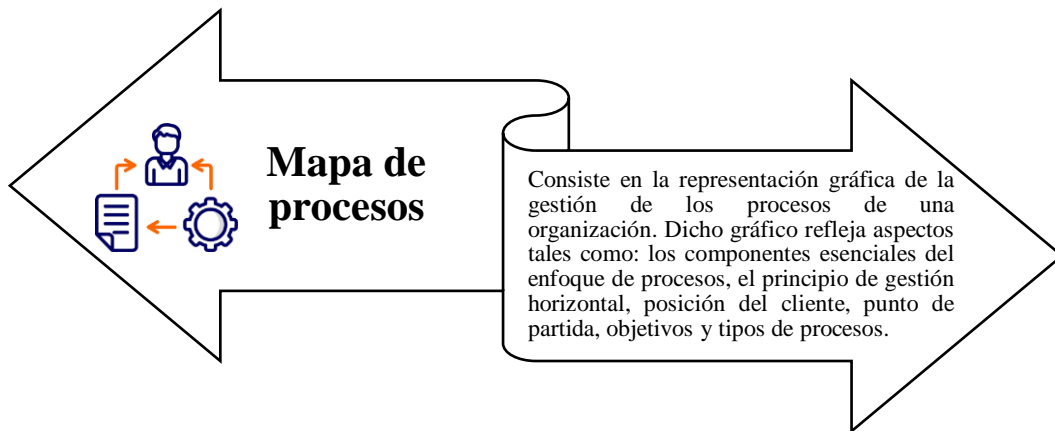 Mapa de
procesos
Consiste en la representación gráfica de la
gestión de los procesos de una
organización. Dicho gráfico refleja aspectos
tales como: los componentes esenciales del
enfoque de procesos, el principio de gestión
horizontal, posición del cliente, punto de
partida, objetivos y tipos de procesos.